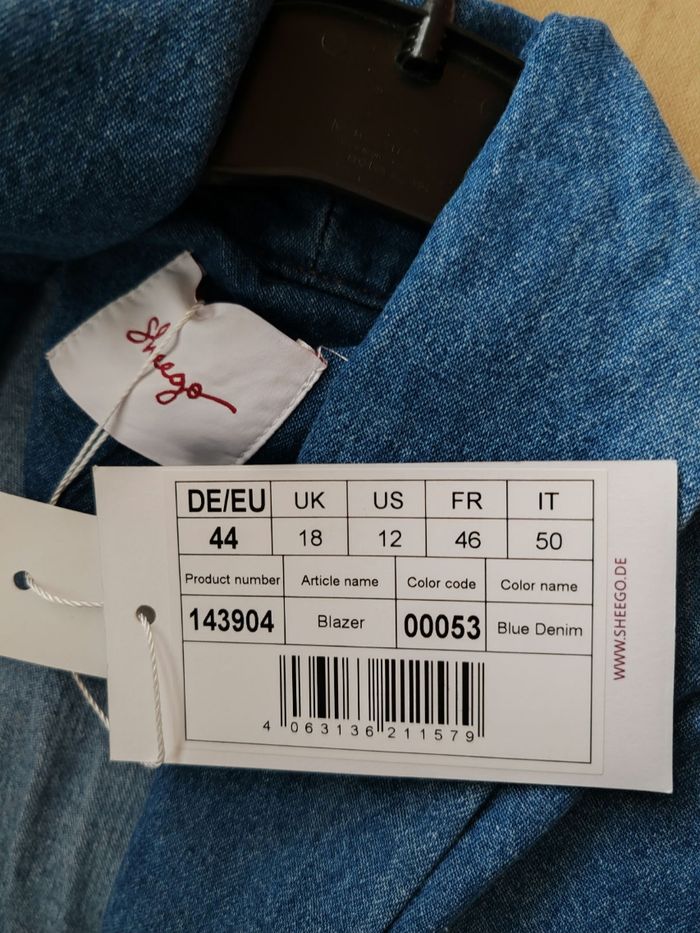 Sheego
DE/EU UK US FR IT
44 18 12 46 50
Product number Article name Color code Color name
143904 Blazer 00053 Blue Denim
4 063136 211579
WWW.SHEEGO.DE